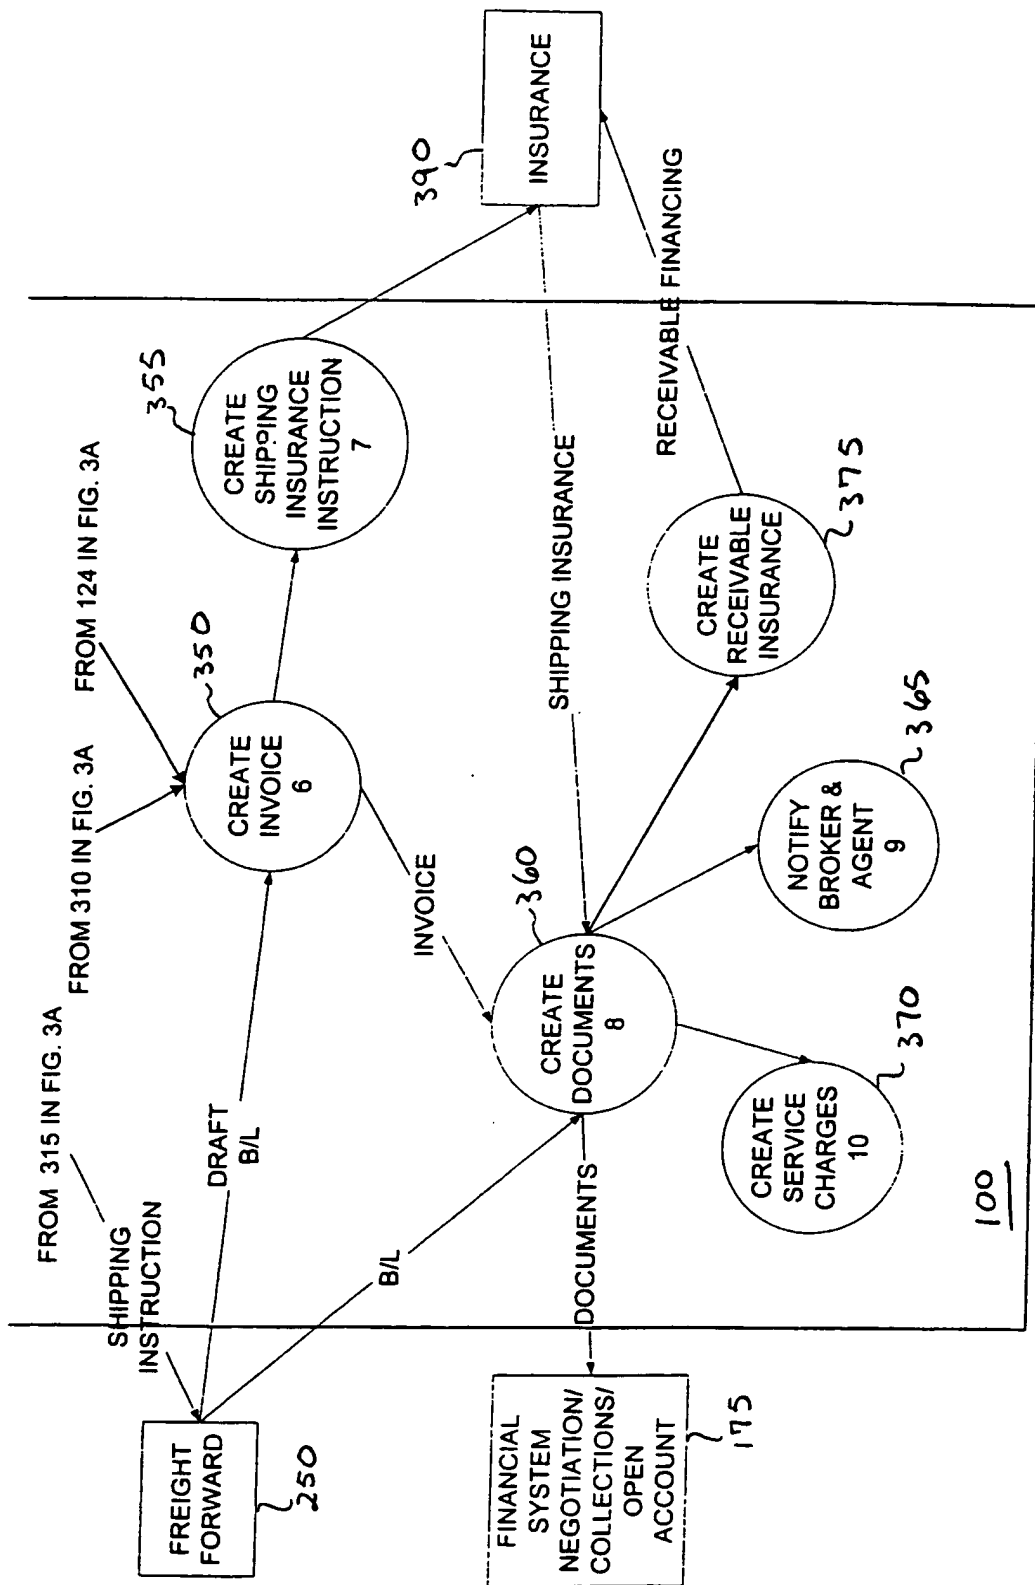 FROM 315 IN FIG. 3A
FROM 310 IN FIG. 3A
FROM 124 IN FIG. 3A
SHIPPING
INSTRUCTION
FREIGHT
FORWARD
250
DRAFT
B/L
CREATE
INVOICE
6
350
CREATE
SHIPPING
INSURANCE
INSTRUCTION
7
355
B/L
INVOICE
SHIPPING INSURANCE
INSURANCE
390
FINANCIAL
SYSTEM
NEGOTIATION/
COLLECTIONS/
OPEN
ACCOUNT
175
DOCUMENTS
CREATE
DOCUMENTS
8
360
RECEIVABLE FINANCING
CREATE
RECEIVABLE
INSURANCE
375
CREATE
SERVICE
CHARGES
10
370
NOTIFY
BROKER &
AGENT
9
365
100